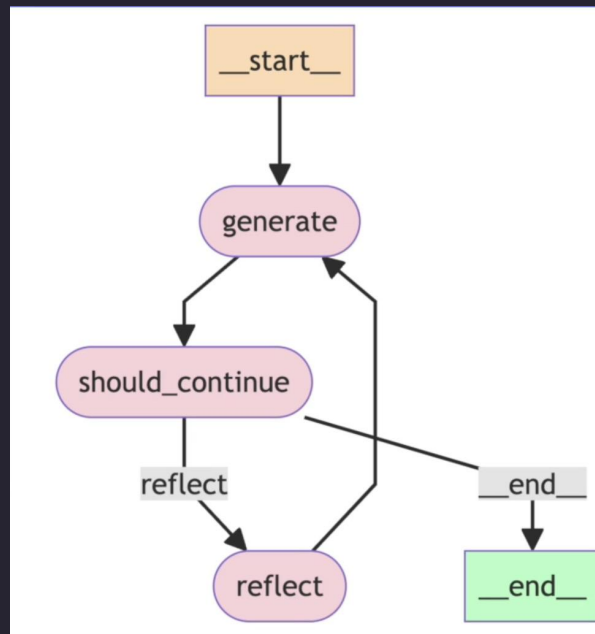 __start__
generate
should_continue
reflect
__end__
reflect
__end__